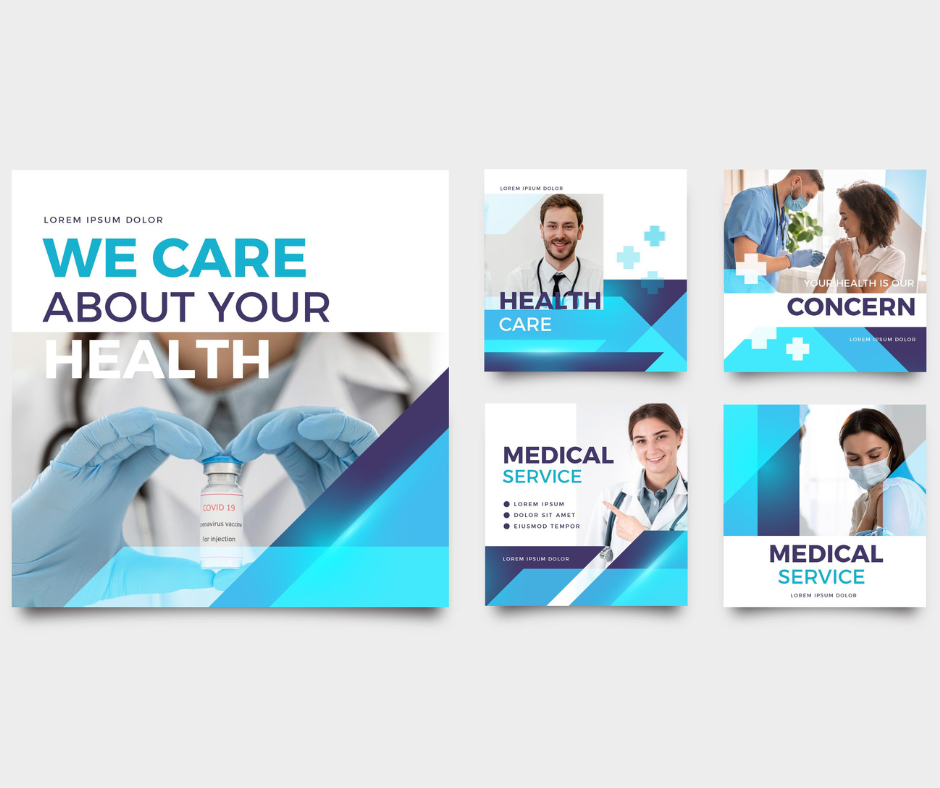 LOREM IPSUM DOLOR
WE CARE
ABOUT YOUR
HEALTH
COVID 19
vaccine
for injection
LOREM IPSUM DOLOR
HEALTH
CARE
YOUR HEALTH IS OUR
CONCERN
LOREM IPSUM DOLOR
MEDICAL
SERVICE
LOREM IPSUM
DOLOR SIT AMET
EIUSMOD TEMPOR
LOREM IPSUM DOLOR
MEDICAL
SERVICE
LOREM IPSUM DOLOR